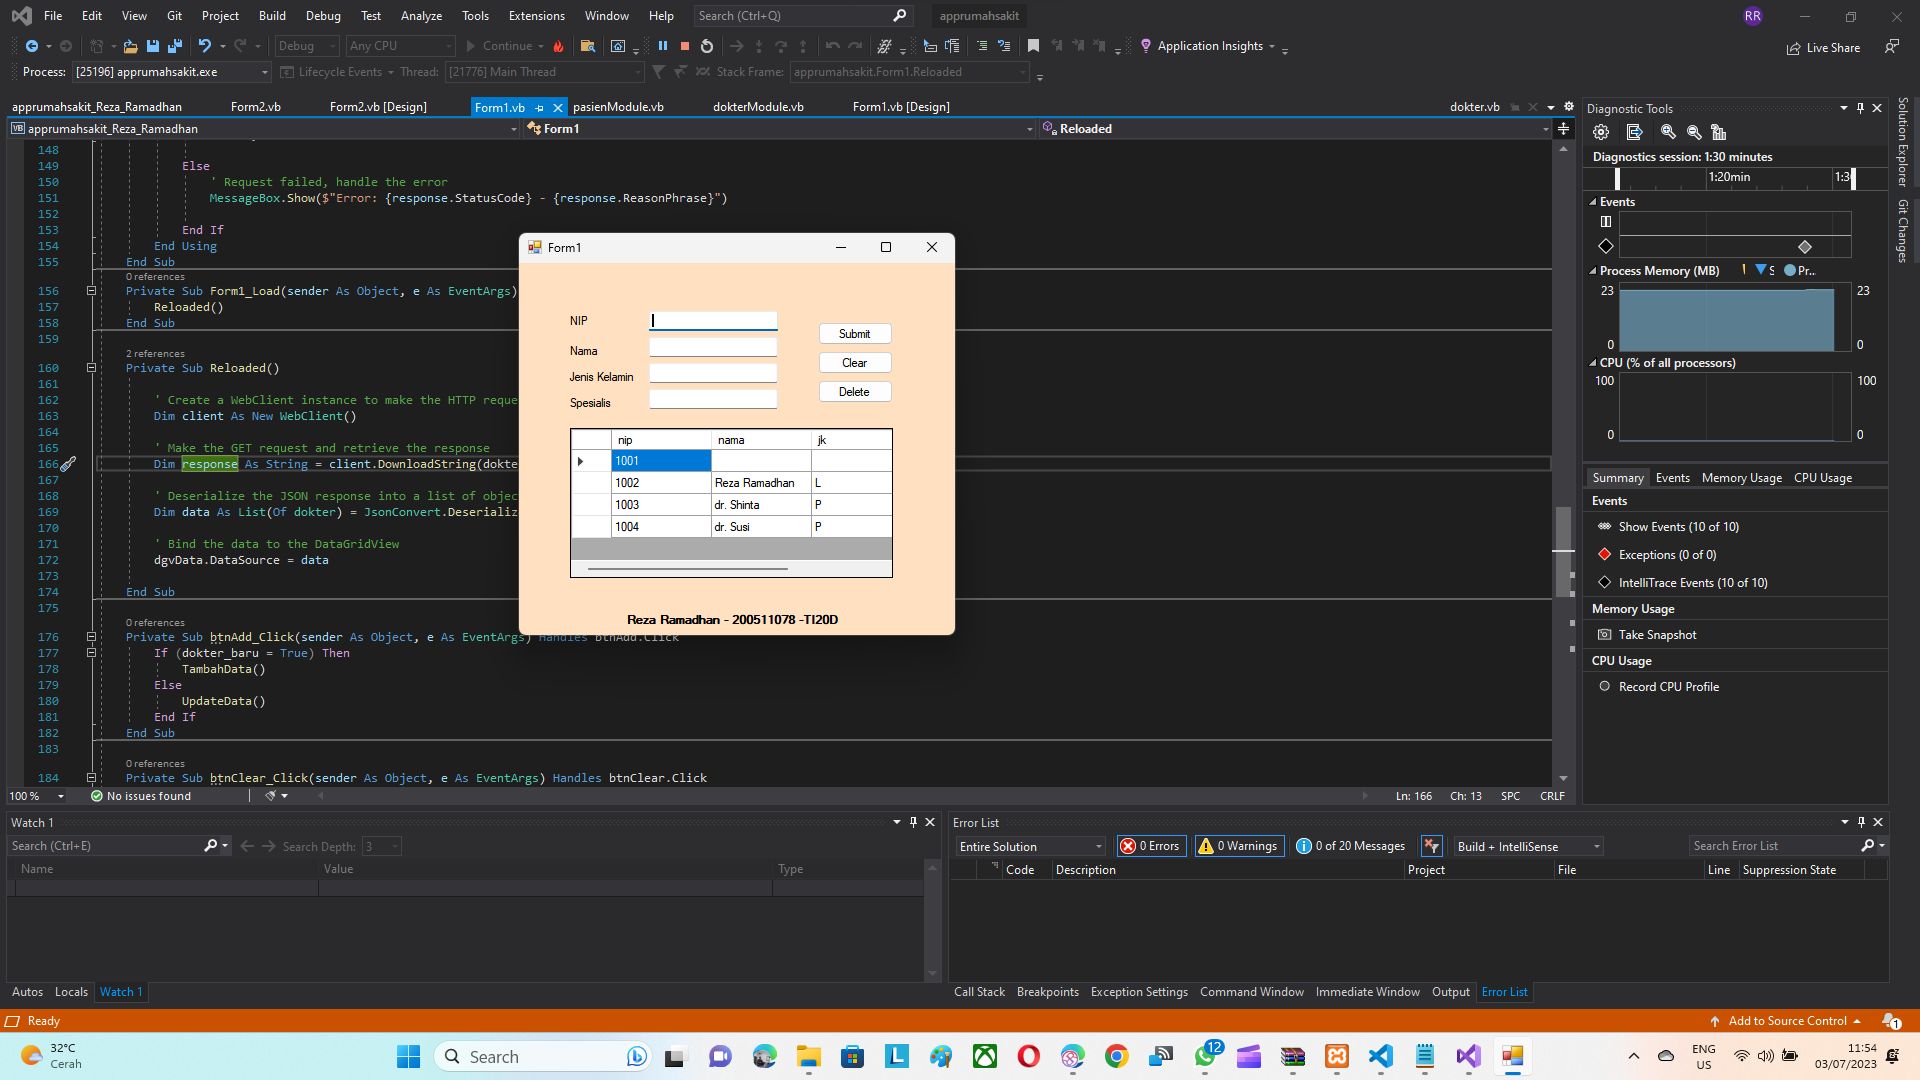 File Edit View Git Project Build Debug Test Analyze Tools Extensions Window Help Search (Ctrl+Q) apprumahsakit RR
Debug Any CPU Continue Application Insights Live Share
Process: [25196] apprumahsakit.exe Lifecycle Events Thread: [21776] Main Thread Stack Frame: apprumahsakit.Form1.Reloaded
apprumahsakit_Reza_Ramadhan Form2.vb Form2.vb [Design] Form1.vb pasienModule.vb dokterModule.vb Form1.vb [Design] dokter.vb
VB apprumahsakit_Reza_Ramadhan Form1 Reloaded
148
149 Else
150 ' Request failed, handle the error
151 MessageBox.Show($"Error: {response.StatusCode} - {response.ReasonPhrase}")
152
153 End If
154 End Using
155 End Sub
0 references
156 Private Sub Form1_Load(sender As Object, e As EventArgs)
157 Reloaded()
158 End Sub
159
2 references
160 Private Sub Reloaded()
161
162 ' Create a WebClient instance to make the HTTP reque
163 Dim client As New WebClient()
164
165 ' Make the GET request and retrieve the response
166 Dim response As String = client.DownloadString(dokte
167
168 ' Deserialize the JSON response into a list of objec
169 Dim data As List(Of dokter) = JsonConvert.Deserializ
170
171 ' Bind the data to the DataGridView
172 dgvData.DataSource = data
173
174 End Sub
175
0 references
176 Private Sub btnAdd_Click(sender As Object, e As EventArgs) Handles btnAdd.Click
177 If (dokter_baru = True) Then
178 TambahData()
179 Else
180 UpdateData()
181 End If
182 End Sub
183
0 references
184 Private Sub btnClear_Click(sender As Object, e As EventArgs) Handles btnClear.Click
100 % No issues found Ln: 166 Ch: 13 SPC CRLF
Form1
NIP
Nama
Jenis Kelamin
Spesialis
Submit
Clear
Delete
nip nama jk
1001
1002 Reza Ramadhan L
1003 dr. Shinta P
1004 dr. Susi P
Reza Ramadhan - 200511078 -TI20D
Diagnostic Tools
Diagnostics session: 1:30 minutes
1:20min 1:3
Events
Process Memory (MB) S Pr...
23 23
0 0
CPU (% of all processors)
100 100
0 0
Summary Events Memory Usage CPU Usage
Events
Show Events (10 of 10)
Exceptions (0 of 0)
IntelliTrace Events (10 of 10)
Memory Usage
Take Snapshot
CPU Usage
Record CPU Profile
Solution Explorer
Git Changes
Watch 1
Search (Ctrl+E) Search Depth: 3
Name Value Type
Autos Locals Watch 1
Error List
Entire Solution 0 Errors 0 Warnings 0 of 20 Messages Build + IntelliSense Search Error List
Code Description Project File Line Suppression State
Call Stack Breakpoints Exception Settings Command Window Immediate Window Output Error List
Ready Add to Source Control 1
32°C
Cerah
Search
12
ENG
US
11:54
03/07/2023